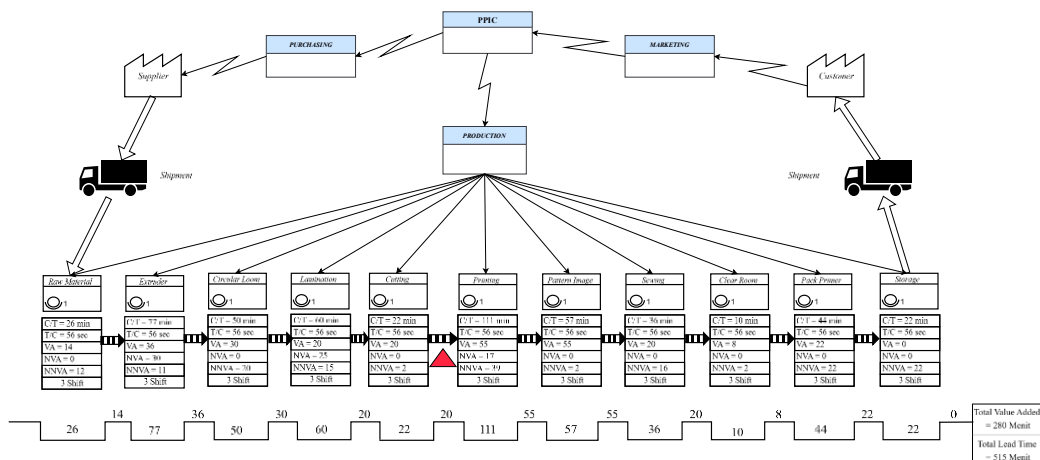 PPIC
PURCHASING
MARKETING
Supplier
Customer
PRODUCTION
Shipment
Shipment
Raw Material
Extruder
Circular Loom
Lamination
Cutting
Printing
Pattern Image
Sewing
Clear Room
Pack Primer
Storage
1
1
1
1
1
1
1
1
1
1
1
C/T = 26 min
T/C = 56 sec
VA = 14
NVA = 0
NNVA = 12
3 Shift
C/T = 77 min
T/C = 56 sec
VA = 36
NVA = 30
NNVA = 11
3 Shift
C/T = 50 min
T/C = 56 sec
VA = 30
NVA = 0
NNVA = 20
3 Shift
C/T = 60 min
T/C = 56 sec
VA = 20
NVA = 25
NNVA = 15
3 Shift
C/T = 22 min
T/C = 56 sec
VA = 20
NVA = 0
NNVA = 2
3 Shift
C/T = 111 min
T/C = 56 sec
VA = 55
NVA = 17
NNVA = 39
3 Shift
C/T = 57 min
T/C = 56 sec
VA = 55
NVA = 0
NNVA = 2
3 Shift
C/T = 36 min
T/C = 56 sec
VA = 20
NVA = 0
NNVA = 16
3 Shift
C/T = 10 min
T/C = 56 sec
VA = 8
NVA = 0
NNVA = 2
3 Shift
C/T = 44 min
T/C = 56 sec
VA = 22
NVA = 0
NNVA = 22
3 Shift
C/T = 22 min
T/C = 56 sec
VA = 0
NVA = 0
NNVA = 22
3 Shift
14 36 30 20 20 55 55 20 8 22 0
26 77 50 60 22 111 57 36 10 44 22
Total Value Added
= 280 Menit
Total Lead Time
= 515 Menit